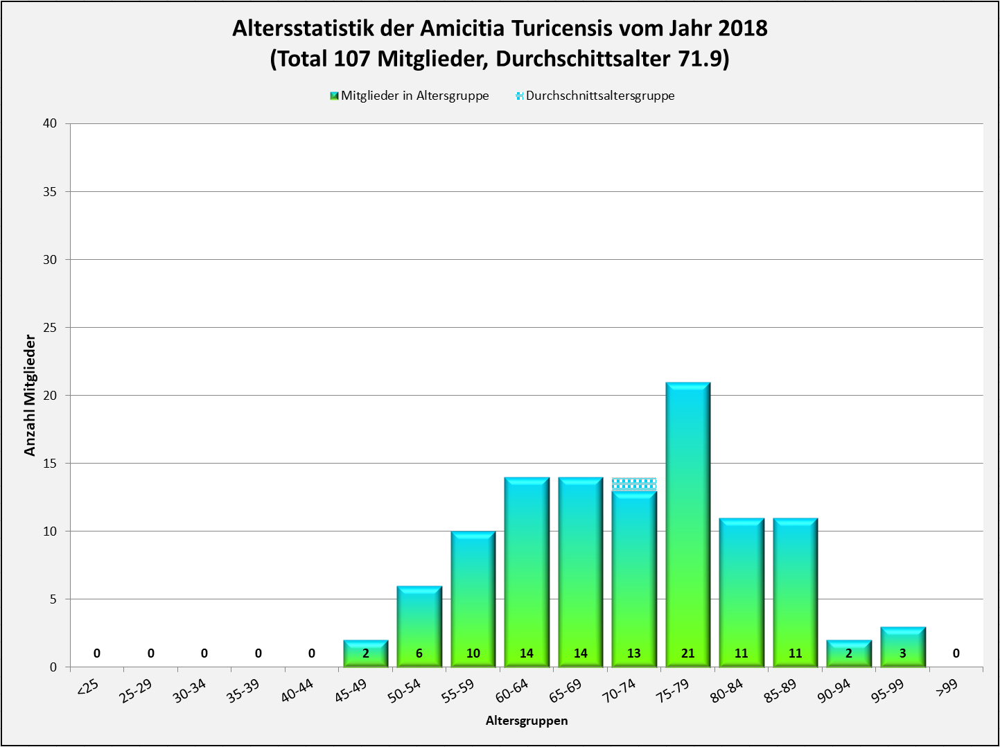 Altersstatistik der Amicitia Turicensis vom Jahr 2018
(Total 107 Mitglieder, Durchschittsalter 71.9)
Mitglieder in Altersgruppe Durchschnittsaltersgruppe
40
35
30
25
20
15
10
5
0
Anzahl Mitglieder
0 0 0 0 0 2 6 10 14 14 13 21 11 11 2 3 0
<25 25-29 30-34 35-39 40-44 45-49 50-54 55-59 60-64 65-69 70-74 75-79 80-84 85-89 90-94 95-99 >99
Altersgruppen